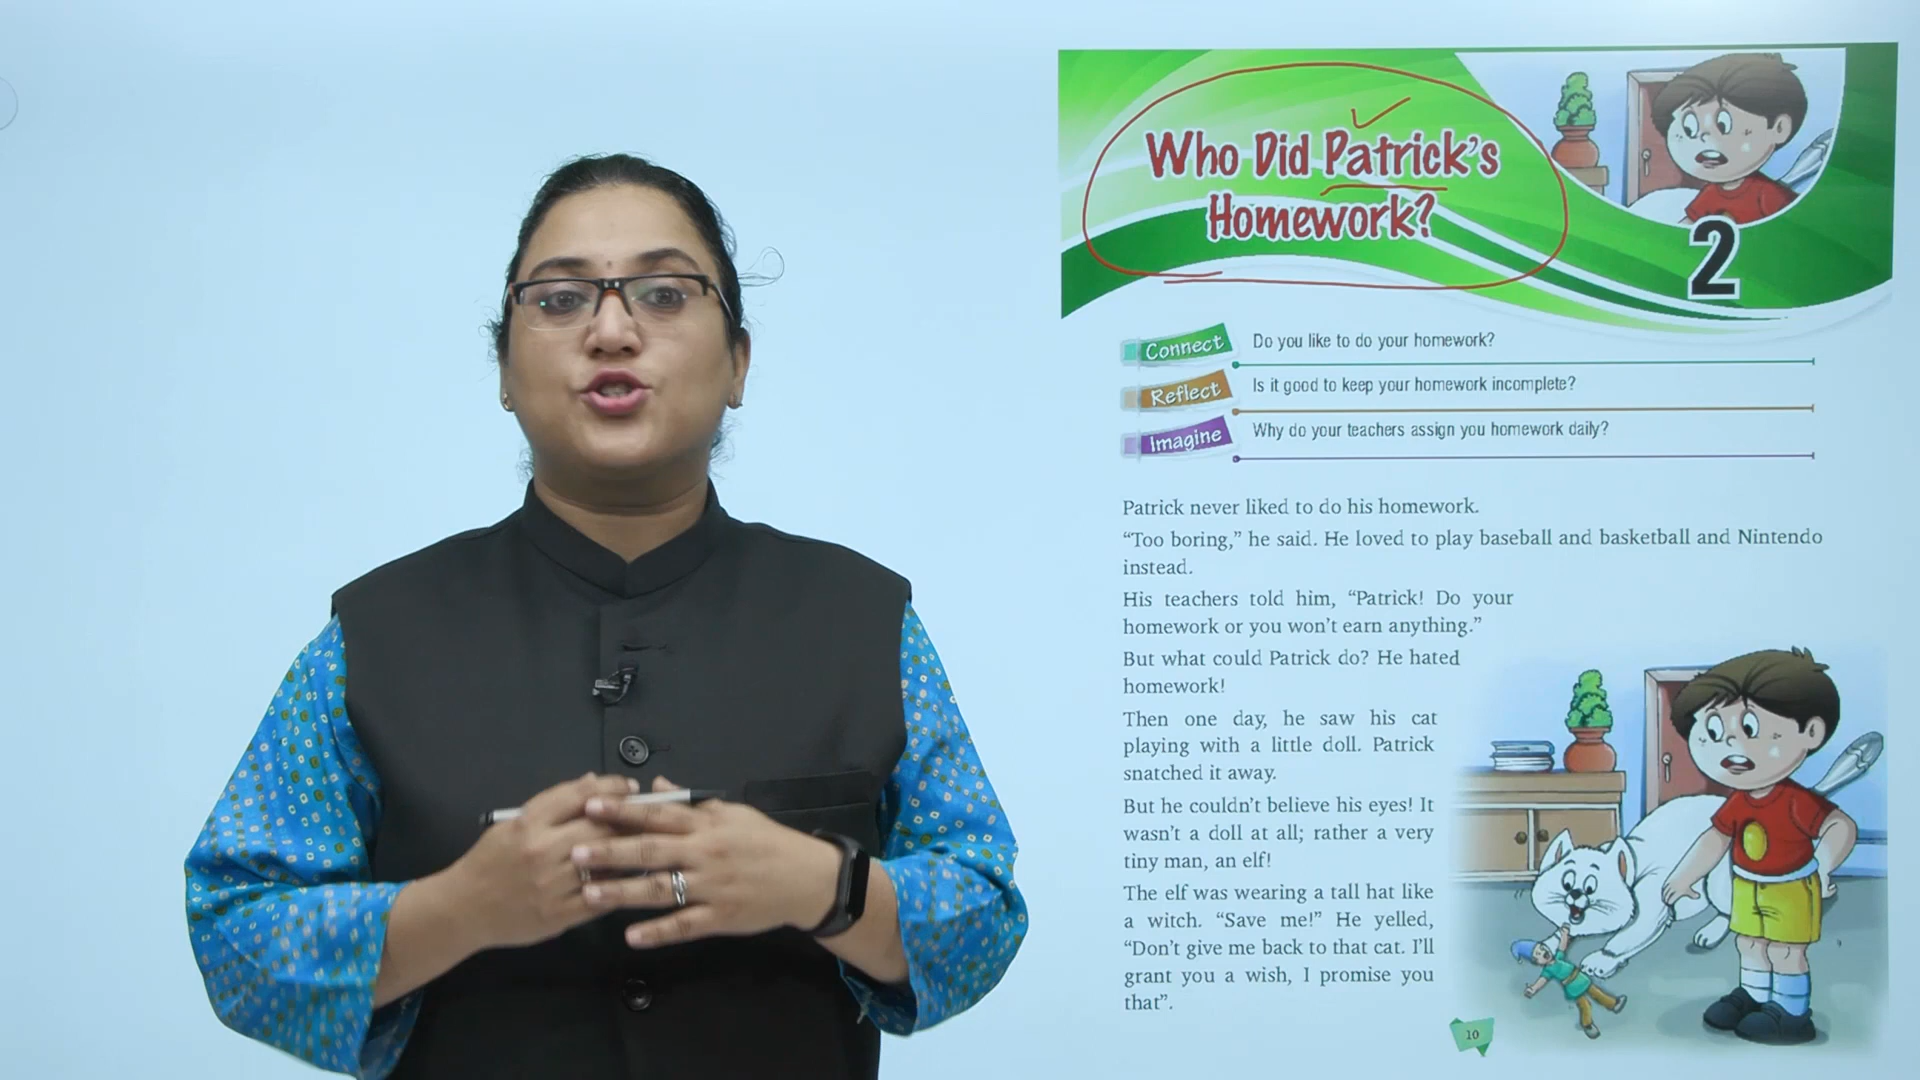 Who Did Patrick's
Homework?
2
Connect Do you like to do your homework?
Reflect Is it good to keep your homework incomplete?
Imagine Why do your teachers assign you homework daily?
Patrick never liked to do his homework.
“Too boring,” he said. He loved to play baseball and basketball and Nintendo
instead.
His teachers told him, “Patrick! Do your
homework or you won’t earn anything.”
But what could Patrick do? He hated
homework!
Then one day, he saw his cat
playing with a little doll. Patrick
snatched it away.
But he couldn’t believe his eyes! It
wasn’t a doll at all; rather a very
tiny man, an elf!
The elf was wearing a tall hat like
a witch. “Save me!” He yelled,
“Don’t give me back to that cat. I’ll
grant you a wish, I promise you
that”.
10